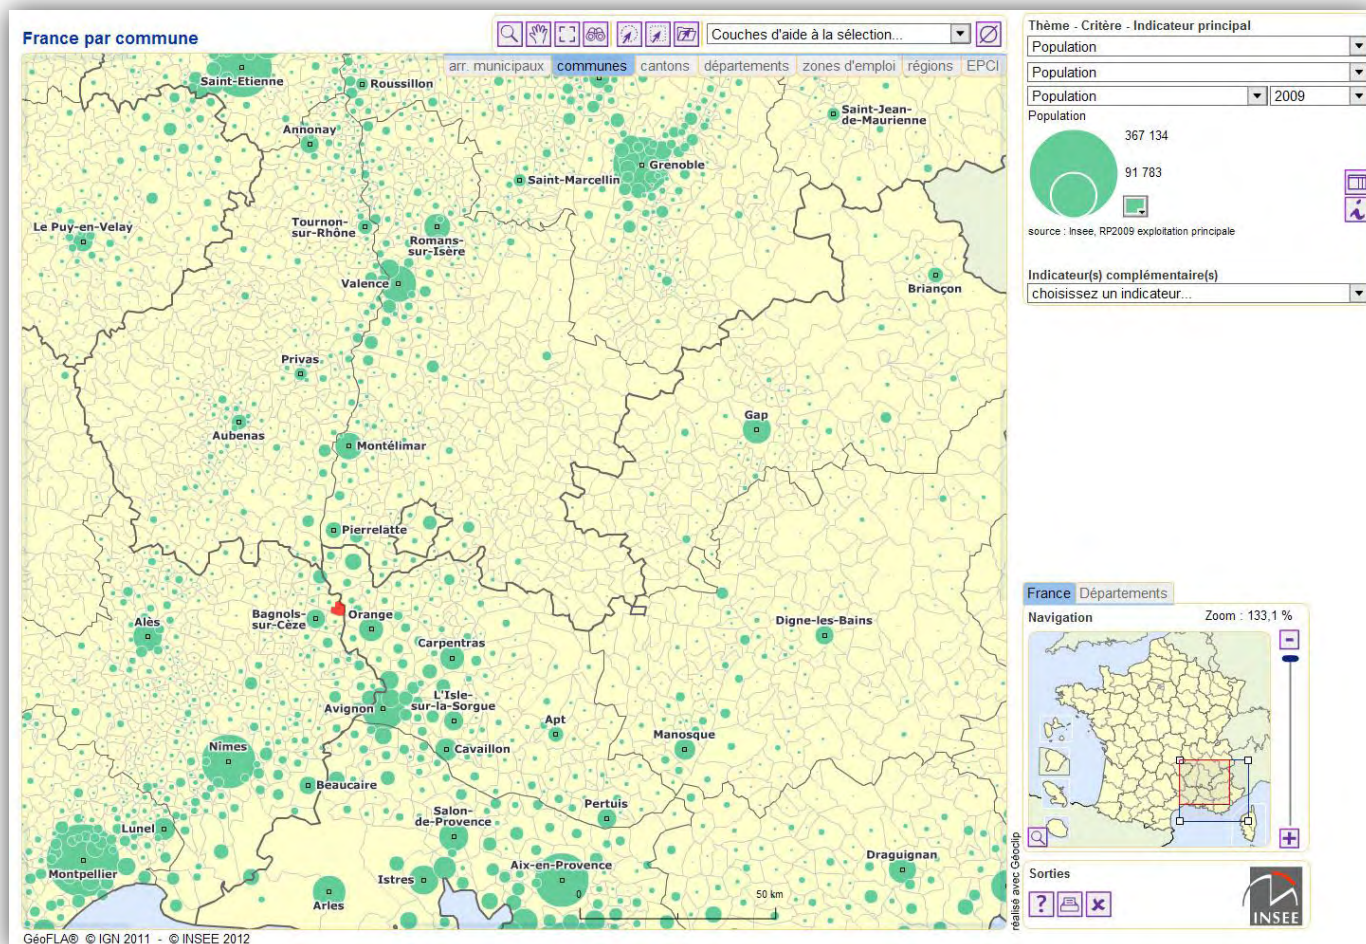 France par commune
Couches d'aide à la sélection...
arr. municipaux communes cantons départements zones d'emploi régions EPCI
Saint-Etienne
Roussillon
Saint-Jean-
de-Maurienne
Annonay
Grenoble
Saint-Marcellin
Le Puy-en-Velay
Tournon-
sur-Rhône
Romans-
sur-Isère
Valence
Briançon
Privas
Gap
Aubenas
Montélimar
Pierrelatte
Bagnols-
sur-Cèze
Orange
Alès
Digne-les-Bains
Carpentras
L'Isle-
sur-la-Sorgue
Avignon
Apt
Manosque
Nîmes
Cavaillon
Beaucaire
Pertuis
Salon-
de-Provence
Lunel
Draguignan
Aix-en-Provence
Montpellier
Istres
Arles
0 50 km
GéoFLA® © IGN 2011 - © INSEE 2012
réalisé avec Géoclip
Thème - Critère - Indicateur principal
Population
Population
Population 2009
Population
367 134
91 783
source : Insee, RP2009 exploitation principale
Indicateur(s) complémentaire(s)
choisissez un indicateur...
France Départements
Navigation Zoom : 133,1 %
Sorties
INSEE